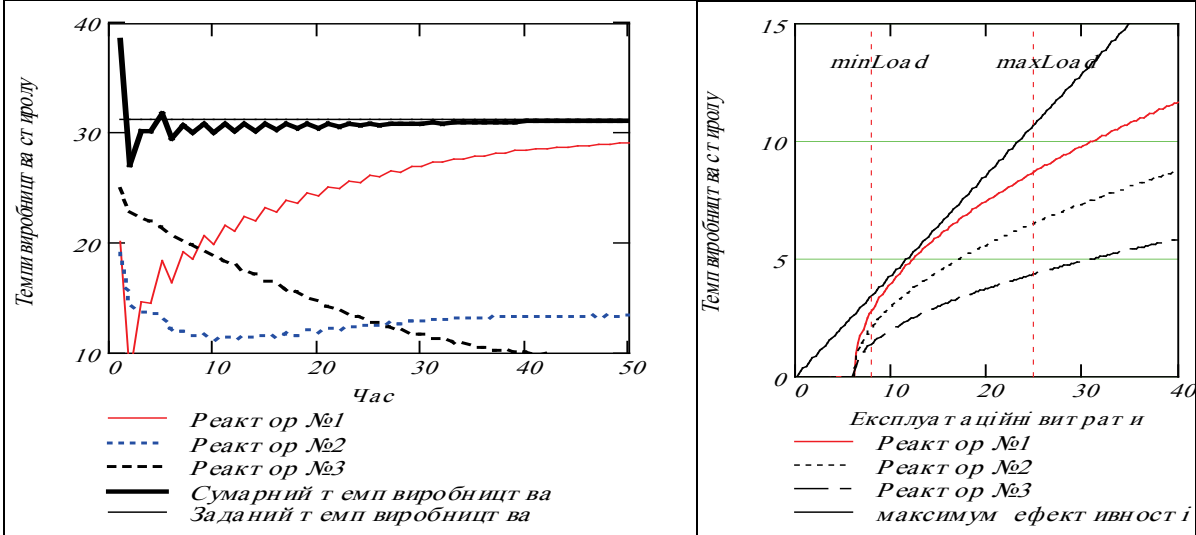 40
30
20
10
0
10
20
30
40
50
Темпи виробництва стиролу
Час
Реактор №1
Реактор №2
Реактор №3
Сумарний темп виробництва
Заданий темп виробництва
15
10
5
0
0
10
20
30
40
minLoad
maxLoad
Темп виробництва стиролу
Експлуатаційні витрати
Реактор №1
Реактор №2
Реактор №3
максимум ефективності